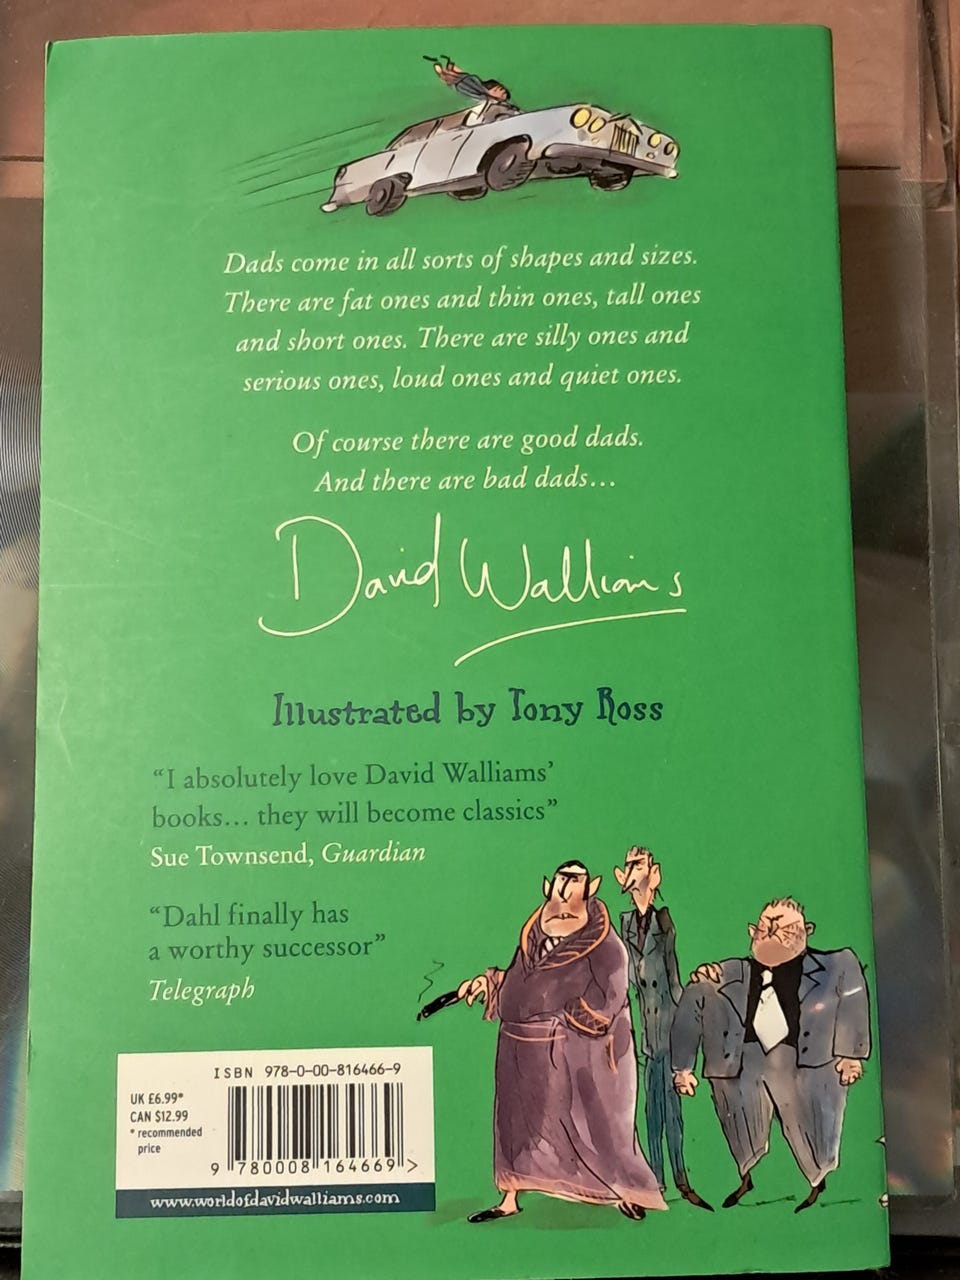 Dads come in all sorts of shapes and sizes.
There are fat ones and thin ones, tall ones
and short ones. There are silly ones and
serious ones, loud ones and quiet ones.
Of course there are good dads.
And there are bad dads...
David Walliams
Illustrated by Tony Ross
“I absolutely love David Walliams’
books... they will become classics”
Sue Townsend, Guardian
“Dahl finally has
a worthy successor”
Telegraph
ISBN 978-0-00-816466-9
UK £6.99*
CAN $12.99
* recommended
price
9 780008 164669 >
www.worldofdavidwalliams.com